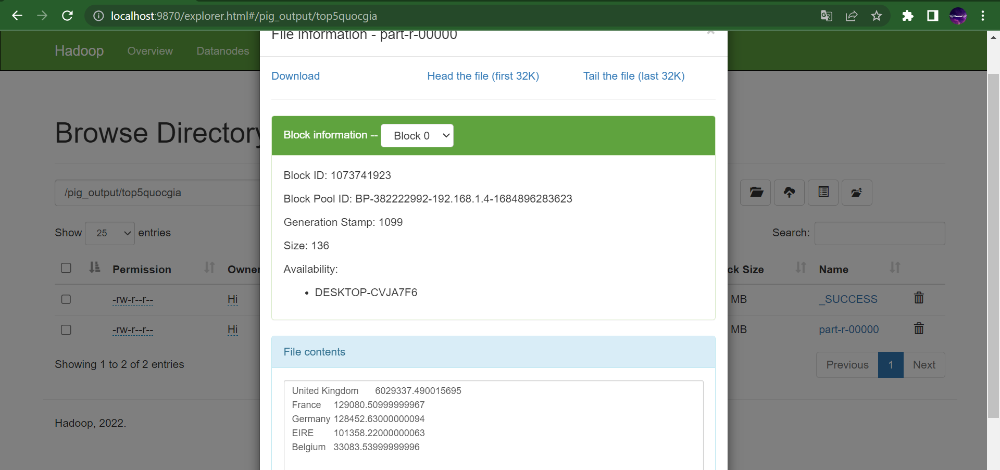 localhost:9870/explorer.html#/pig_output/top5quocgia
Hadoop Overview Datanodes
File information - part-r-00000
Download Head the file (first 32K) Tail the file (last 32K)
Browse Directory
Block information -- Block 0
Block ID: 1073741923
Block Pool ID: BP-382222992-192.168.1.4-1684896283623
Generation Stamp: 1099
Size: 136
Availability:
DESKTOP-CVJA7F6
/pig_output/top5quocgia
Show 25 entries
Search:
Permission Owner ck Size Name
-rw-r--r-- Hi MB _SUCCESS
-rw-r--r-- Hi MB part-r-00000
Showing 1 to 2 of 2 entries
Previous 1 Next
File contents
United Kingdom 6029337.490015695
France 129080.50999999967
Germany 128452.63000000094
EIRE 101358.22000000063
Belgium 33083.53999999996
Hadoop, 2022.